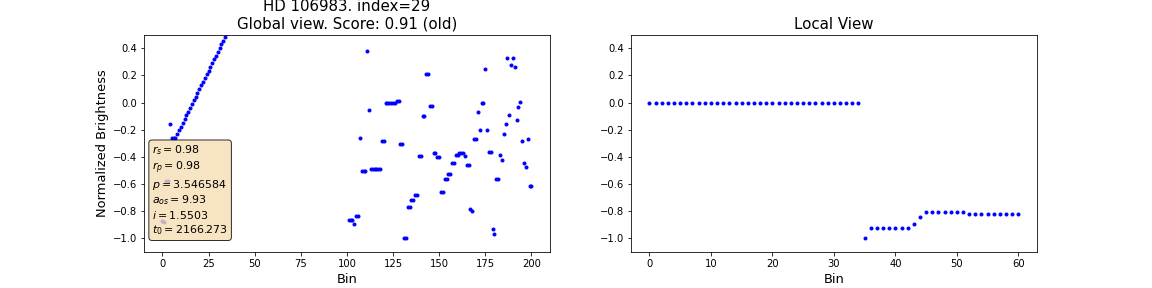 HD 106983. index=29
Global view. Score: 0.91 (old)
Local View
Normalized Brightness
0.4
0.2
0.0
−0.2
−0.4
−0.6
−0.8
−1.0
r_s = 0.98
r_p = 0.98
p = 3.546584
a_os = 9.93
i = 1.5503
t_0 = 2166.273
0 25 50 75 100 125 150 175 200
Bin
0.4
0.2
0.0
−0.2
−0.4
−0.6
−0.8
−1.0
0 10 20 30 40 50 60
Bin